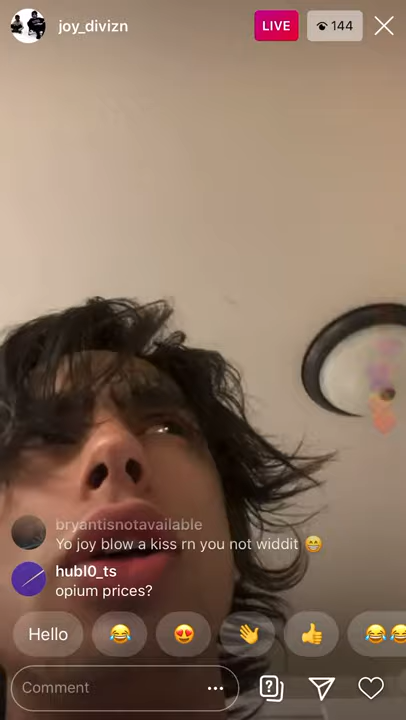 joy_divizn
LIVE
144
bryantisnotavailable
Yo joy blow a kiss rn you not widdit 😁
hubl0_ts
opium prices?
Hello
Comment